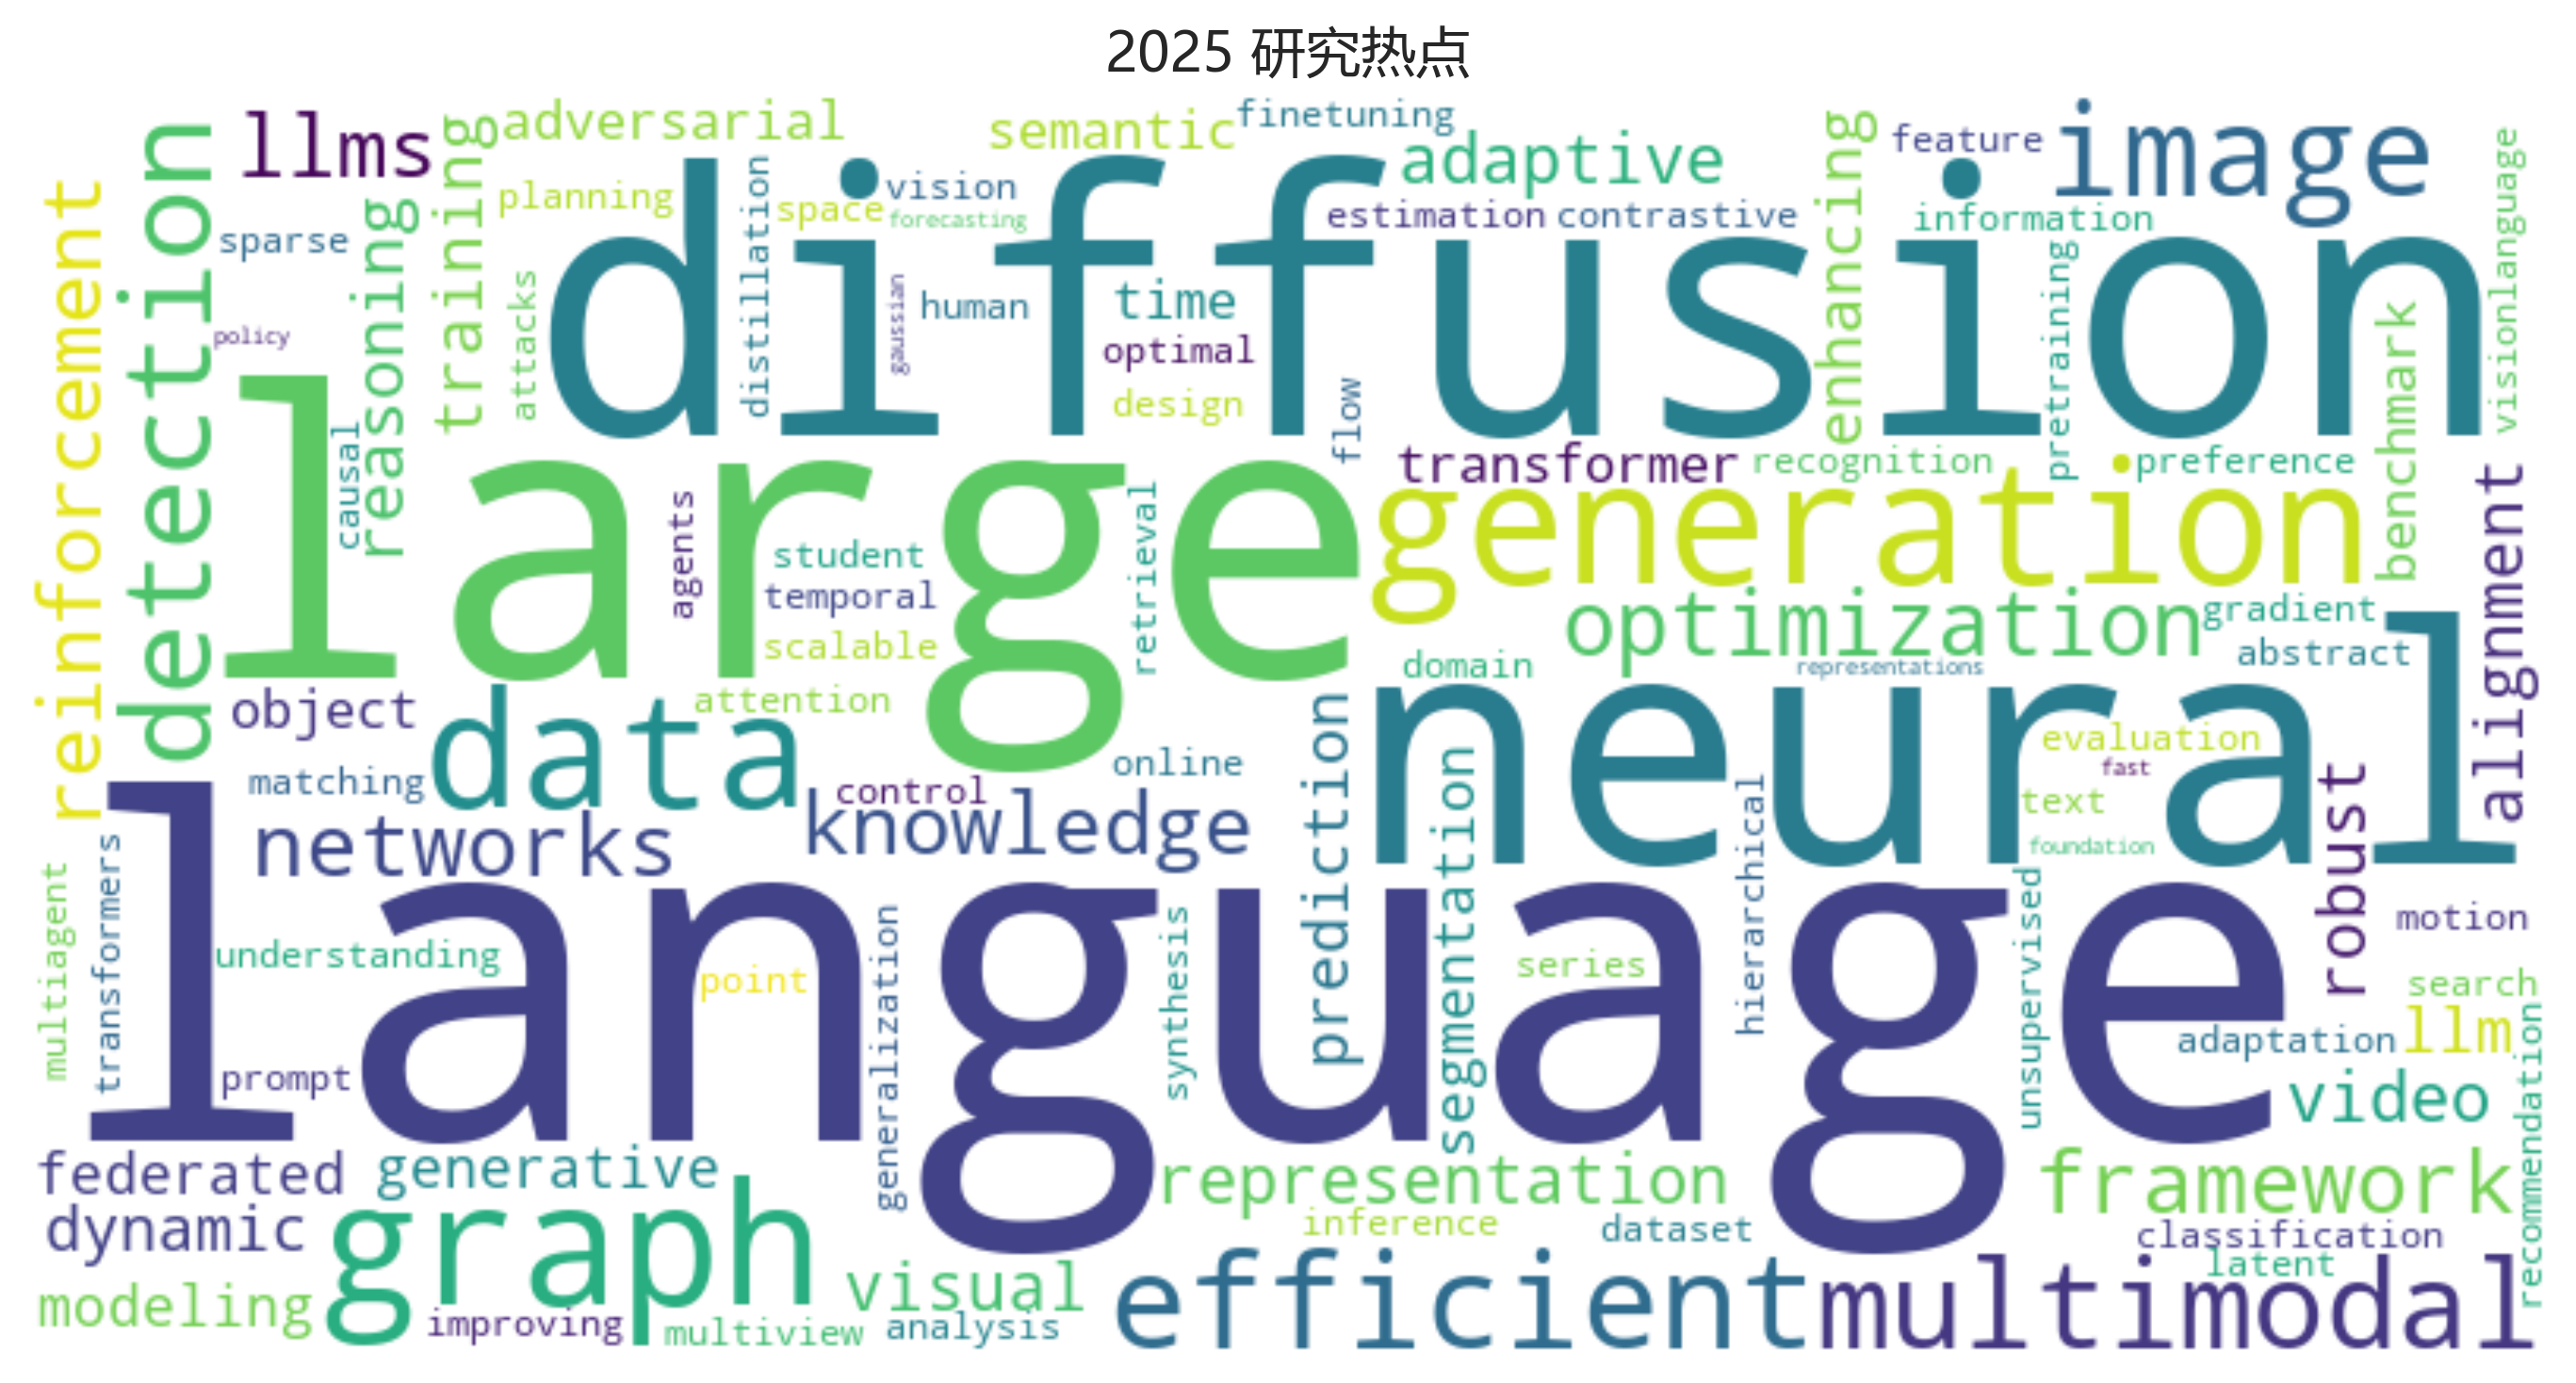 2025 研究热点
adversarial
semantic
finetuning
llms
training
adaptive
enhancing
feature
image
visionlanguage
detection
reinforcement
reasoning
sparse
policy
planning
distillation
space
vision
forecasting
estimation
contrastive
information
diffusion
attacks
gaussian
human
time
optimal
design
flow
pretraining
benchmark
causal
large
agents
student
temporal
scalable
retrieval
transformer
recognition
preference
generation
alignment
optimization
gradient
abstract
domain
representations
object
attention
data
matching
control
online
neural
evaluation
fast
text
foundation
robust
networks
knowledge
prediction
segmentation
hierarchical
unsupervised
motion
multiagent
transformers
language
understanding
point
generalization
synthesis
series
search
adaptation
llm
prompt
video
recommendation
federated
generative
representation
framework
dynamic
graph
inference
dataset
classification
latent
modeling
improving
multiview
visual
analysis
efficient
multimodal